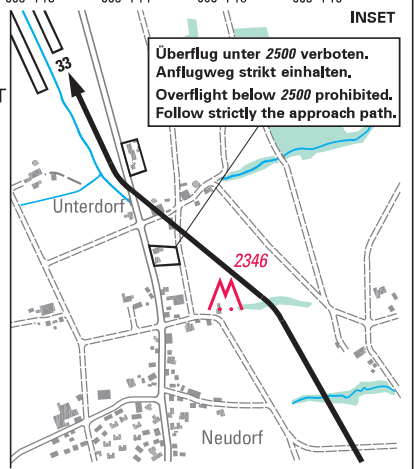 INSET
Überflug unter 2500 verboten.
Anflugweg strikt einhalten.
Overflight below 2500 prohibited.
Follow strictly the approach path.
33
T
Unterdorf
2346
Neudorf